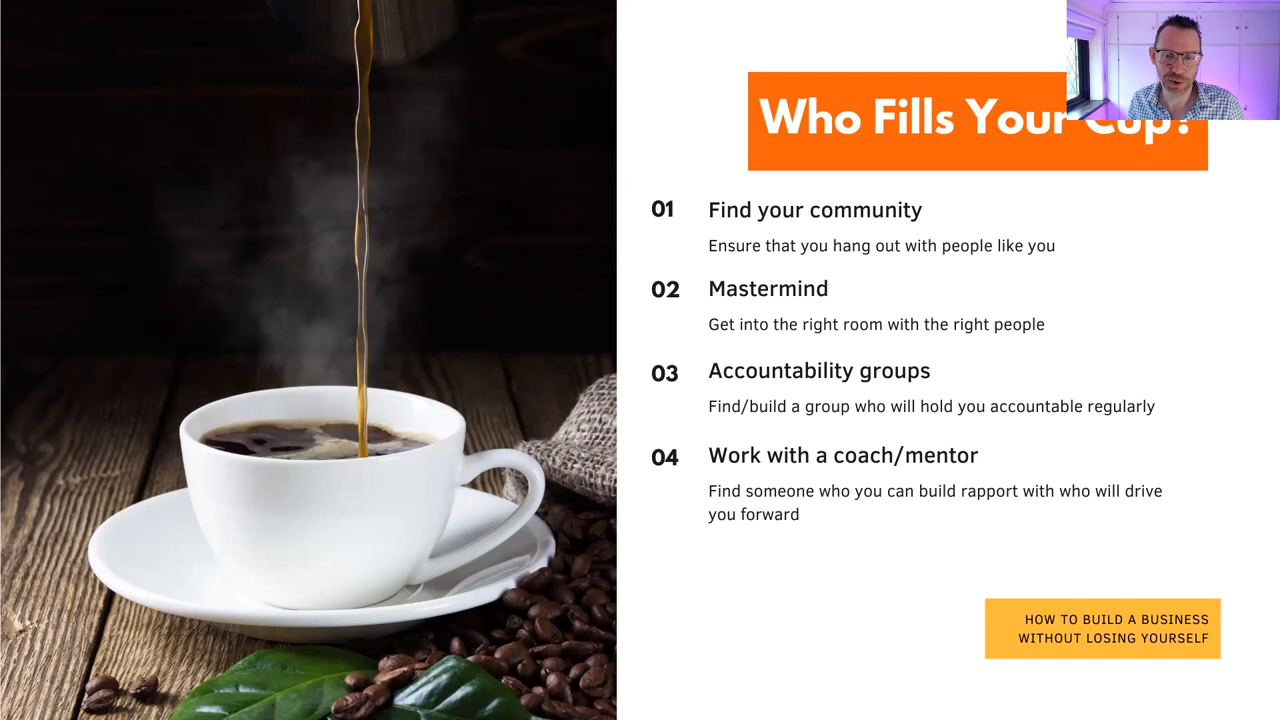 Who Fills Your Cup?
01 Find your community
Ensure that you hang out with people like you
02 Mastermind
Get into the right room with the right people
03 Accountability groups
Find/build a group who will hold you accountable regularly
04 Work with a coach/mentor
Find someone who you can build rapport with who will drive
you forward
HOW TO BUILD A BUSINESS
WITHOUT LOSING YOURSELF